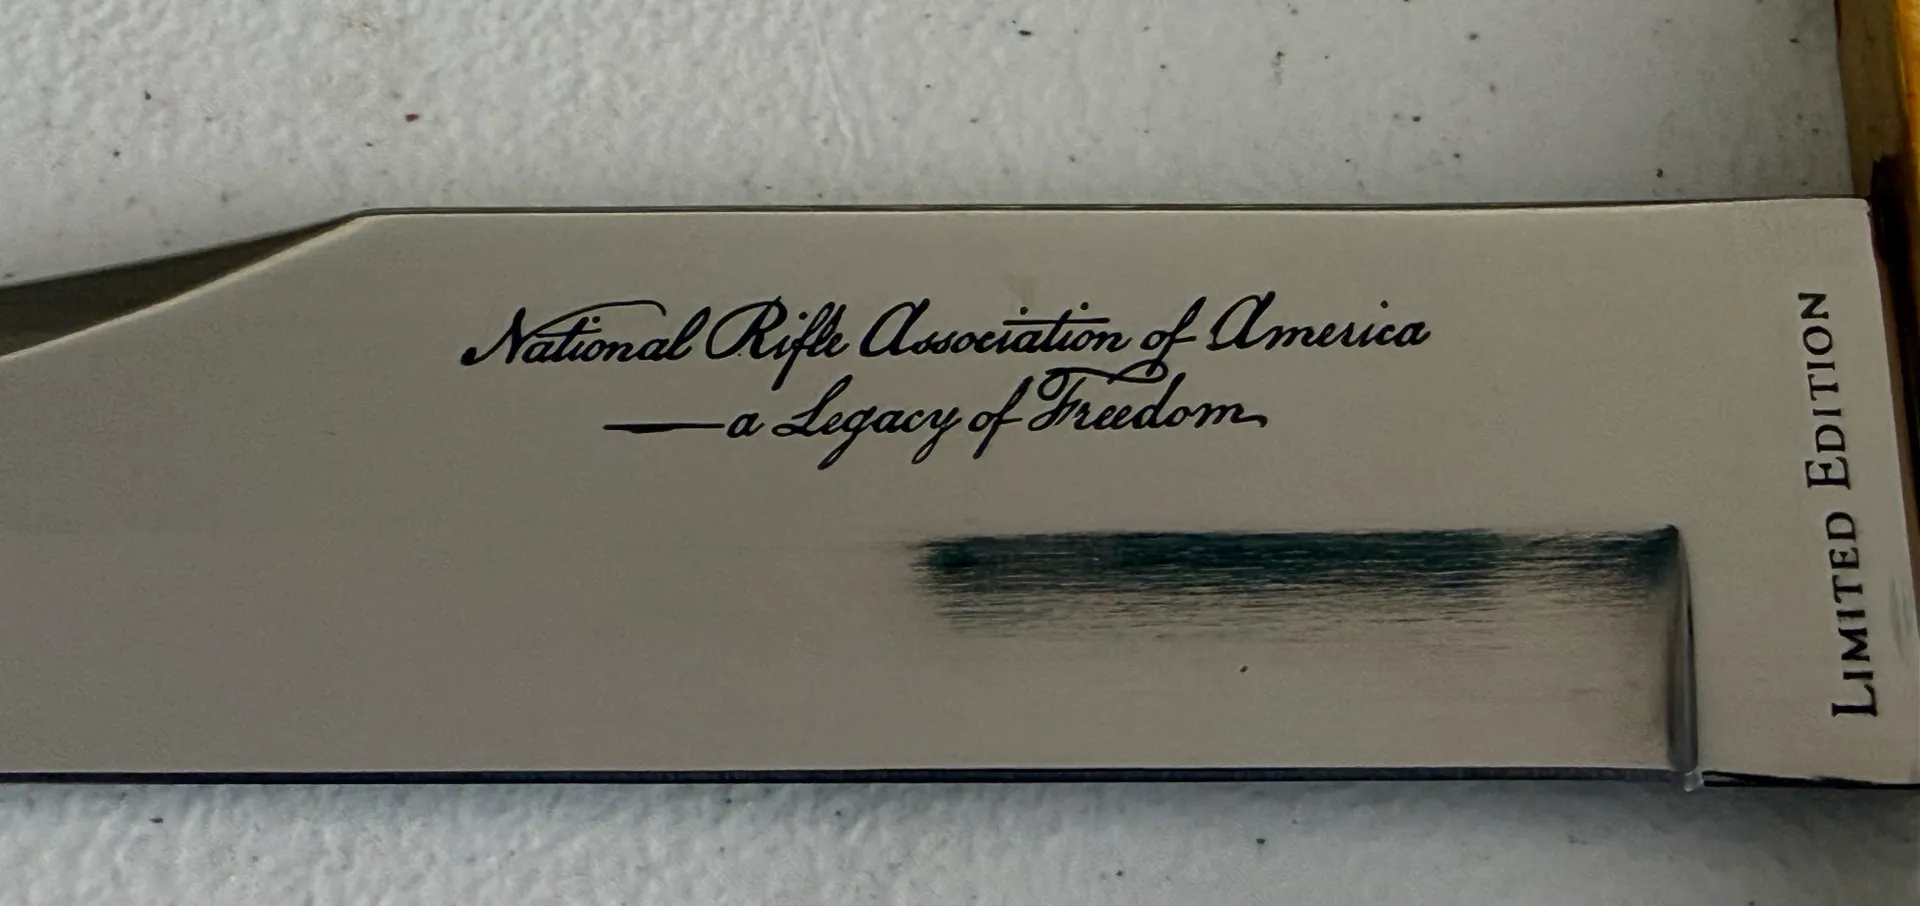 National Rifle Association of America
—a Legacy of Freedom
LIMITED EDITION